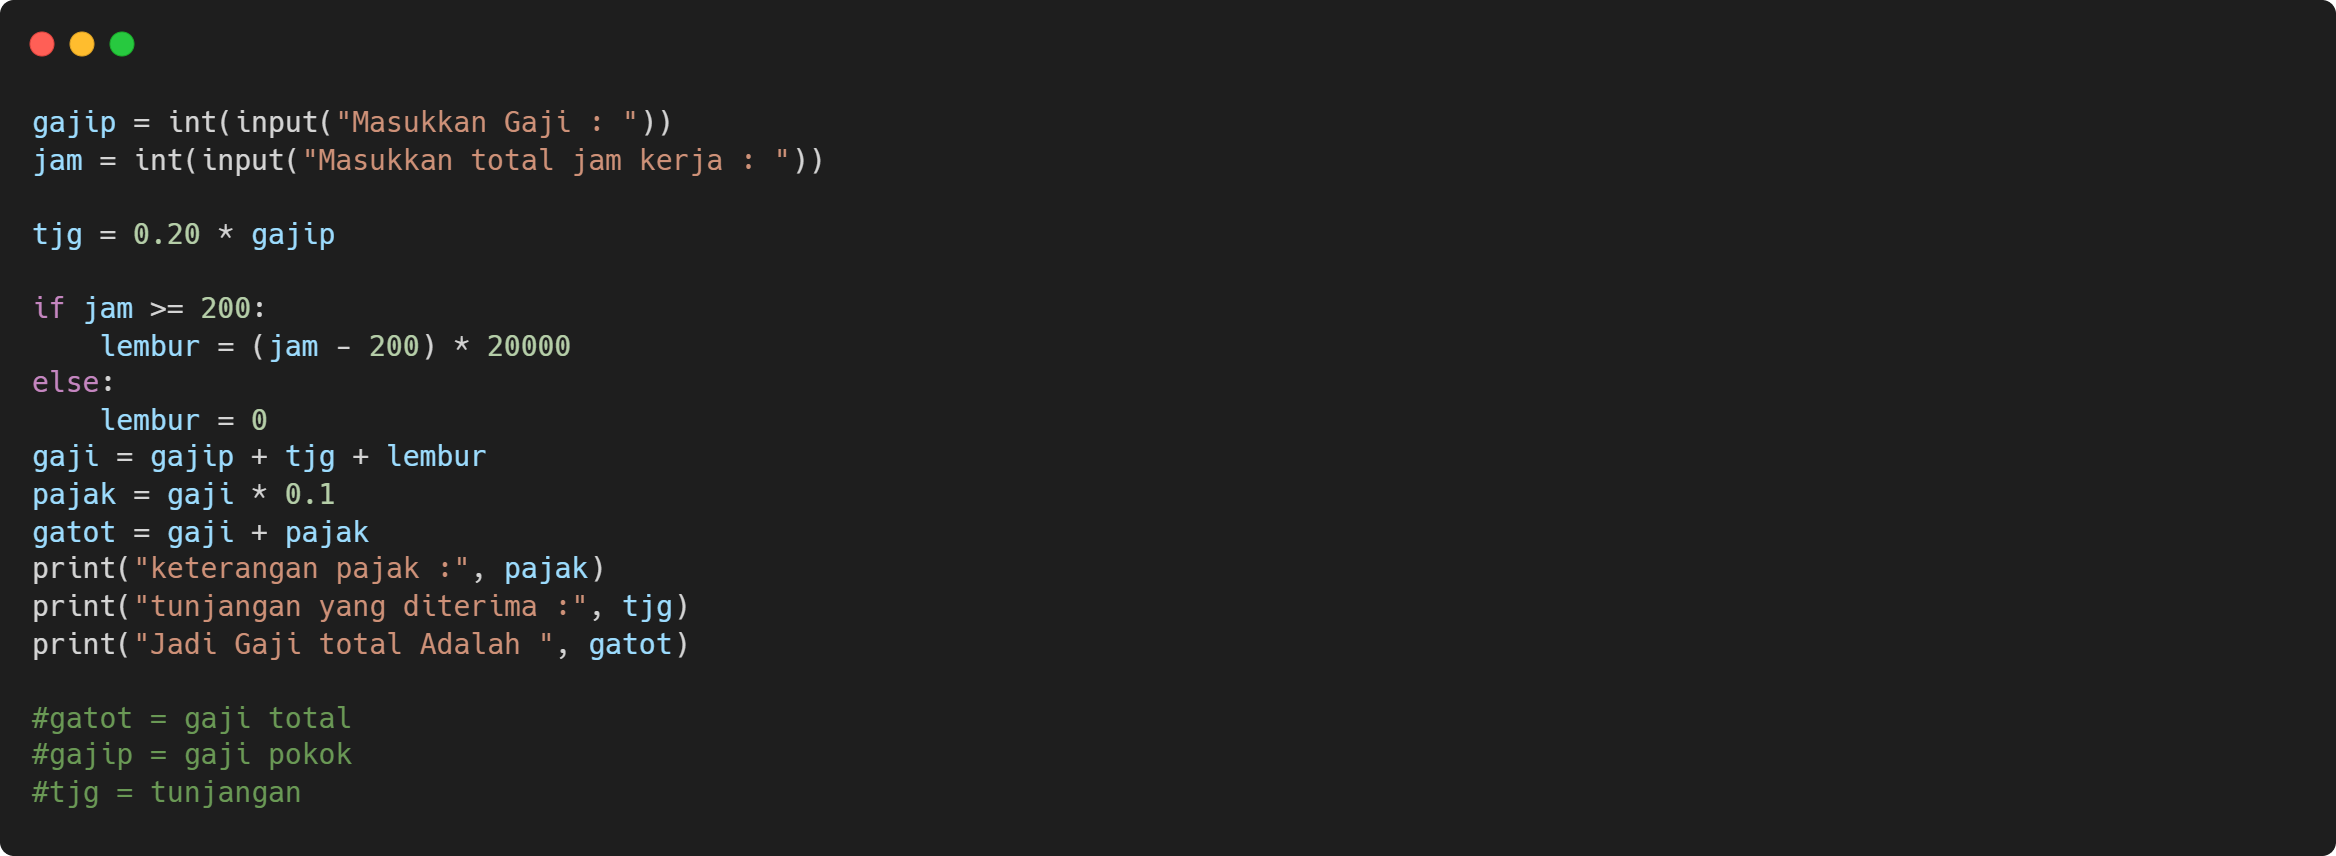 gajip = int(input("Masukkan Gaji : "))
jam = int(input("Masukkan total jam kerja : "))

tjg = 0.20 * gajip

if jam >= 200:
    lembur = (jam - 200) * 20000
else:
    lembur = 0
gaji = gajip + tjg + lembur
pajak = gaji * 0.1
gatot = gaji + pajak
print("keterangan pajak :", pajak)
print("tunjangan yang diterima :", tjg)
print("Jadi Gaji total Adalah ", gatot)

#gatot = gaji total
#gajip = gaji pokok
#tjg = tunjangan